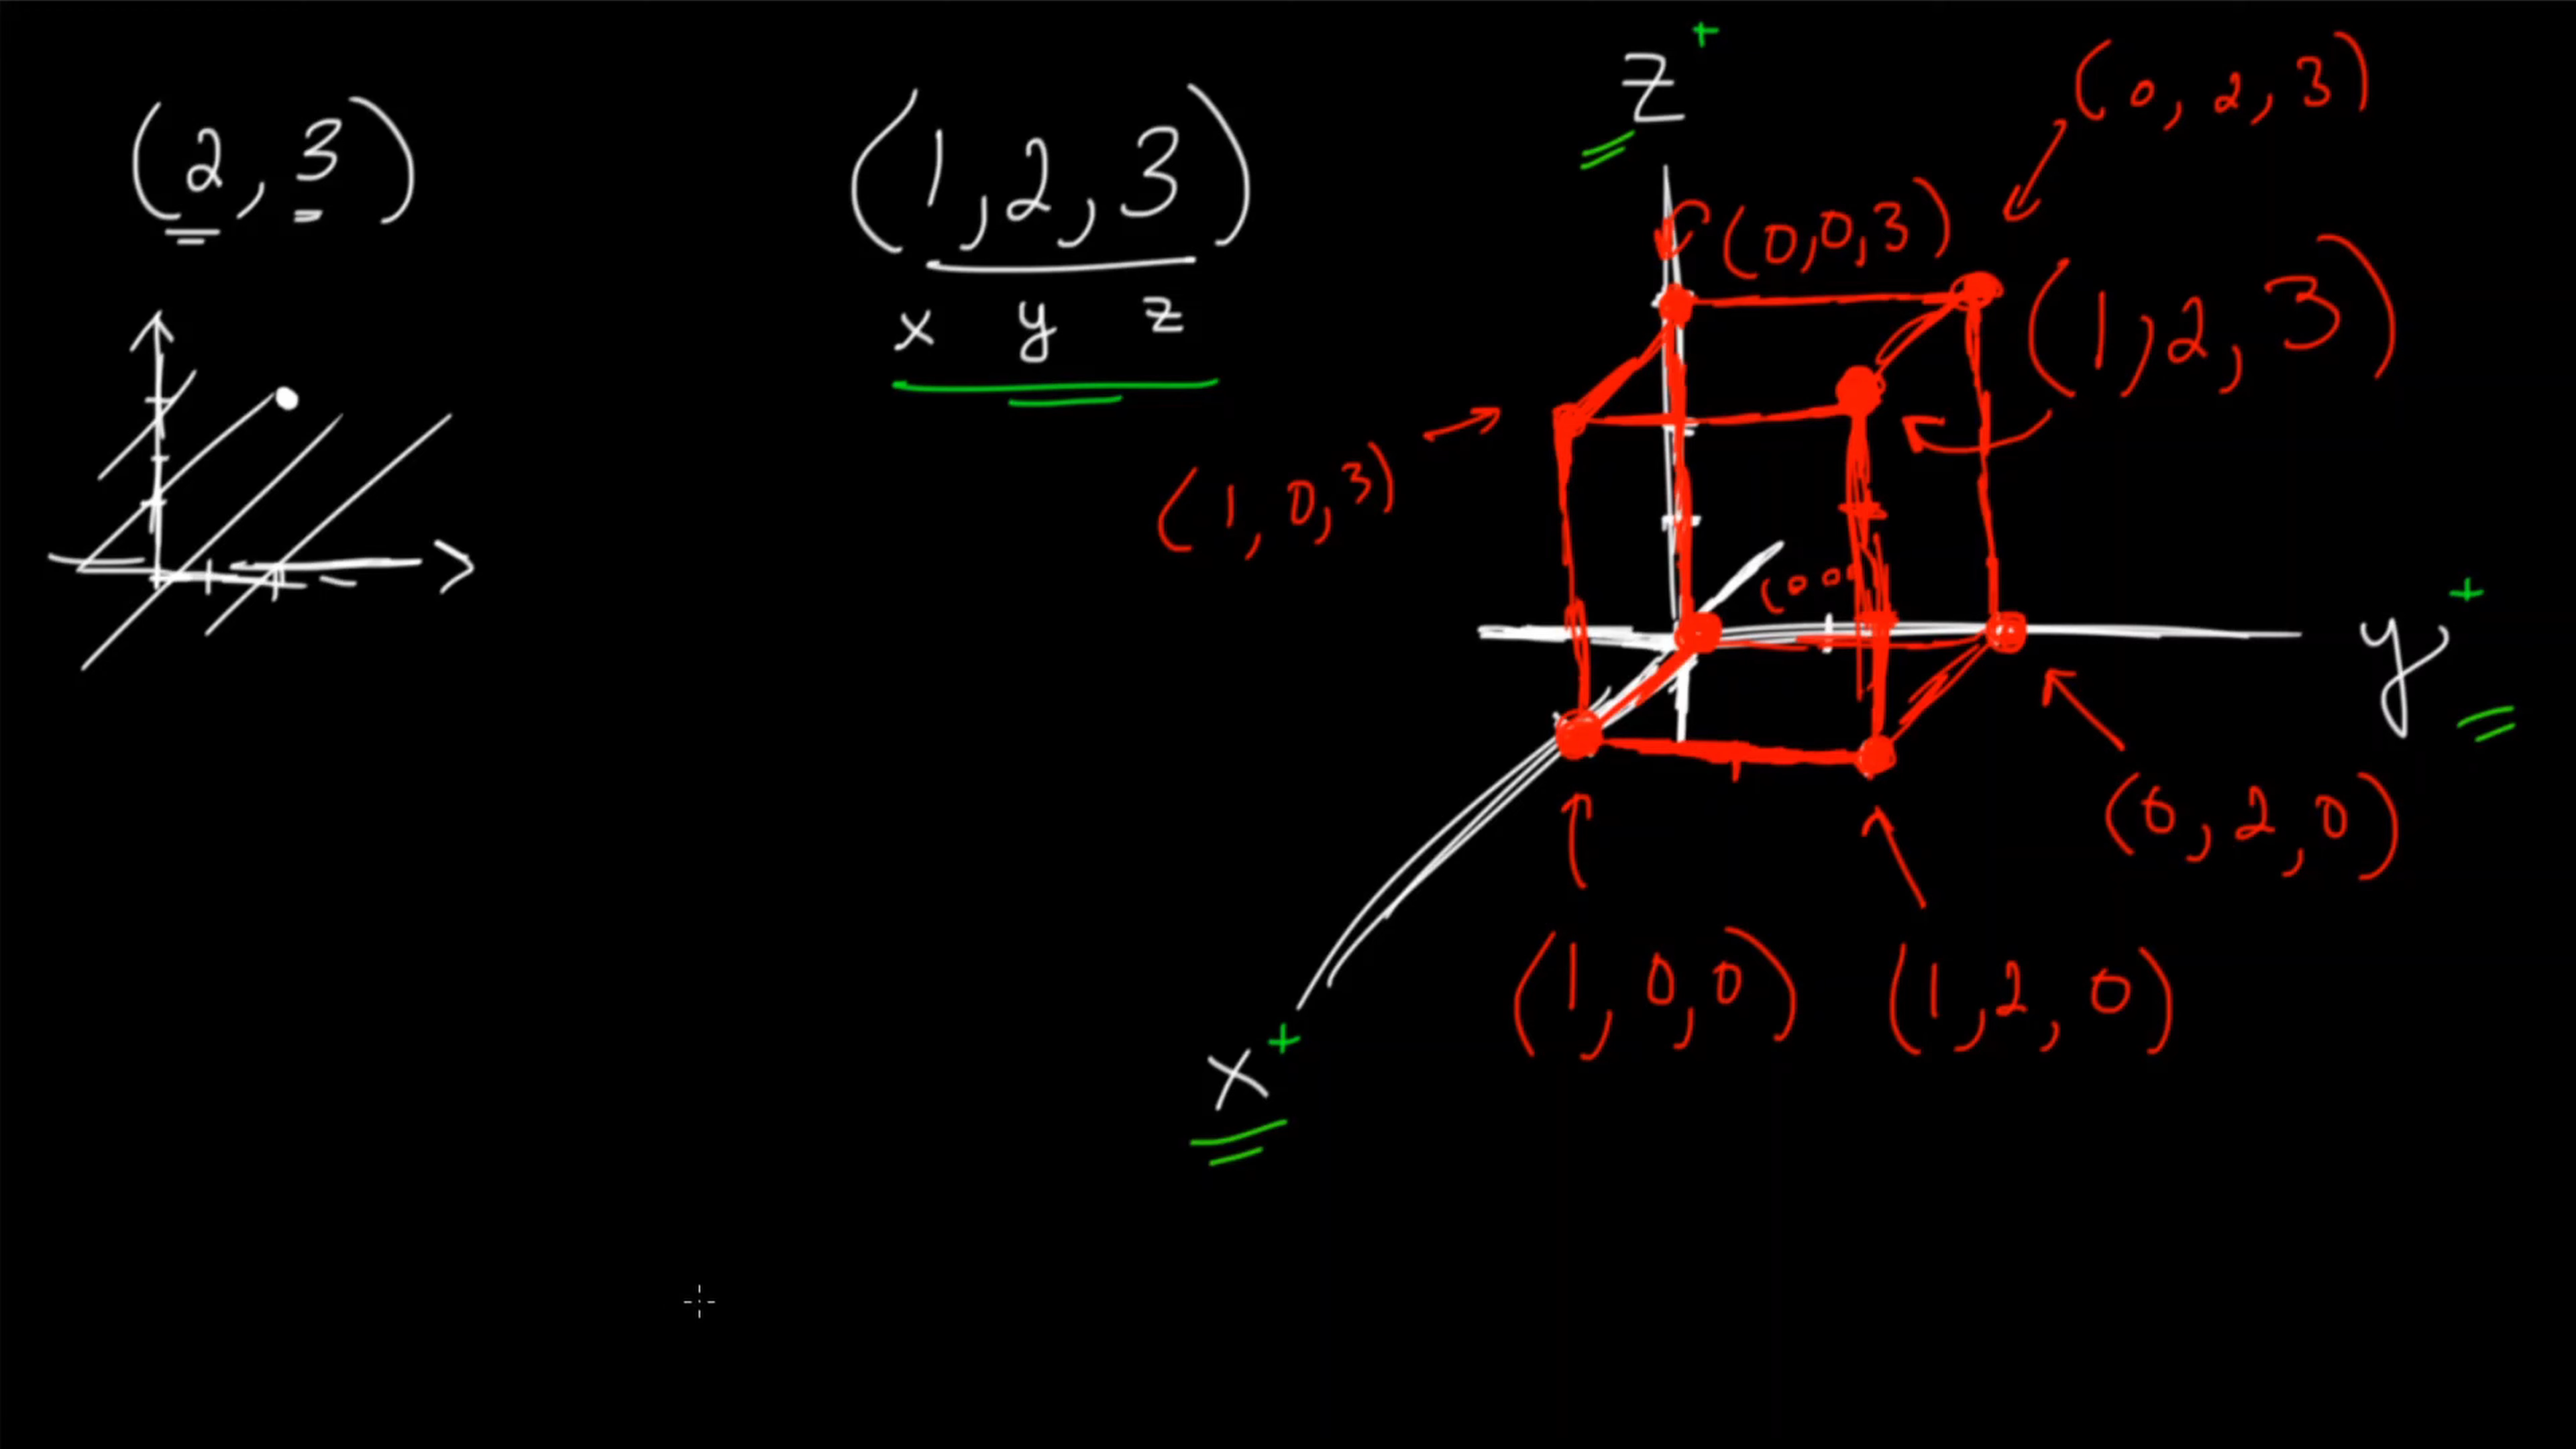 (2, 3)
(1, 2, 3)
x y z
z+
(0, 2, 3)
(0, 0, 3)
(1, 2, 3)
(1, 0, 3)
y+
(0, 2, 0)
(1, 0, 0)
(1, 2, 0)
x+